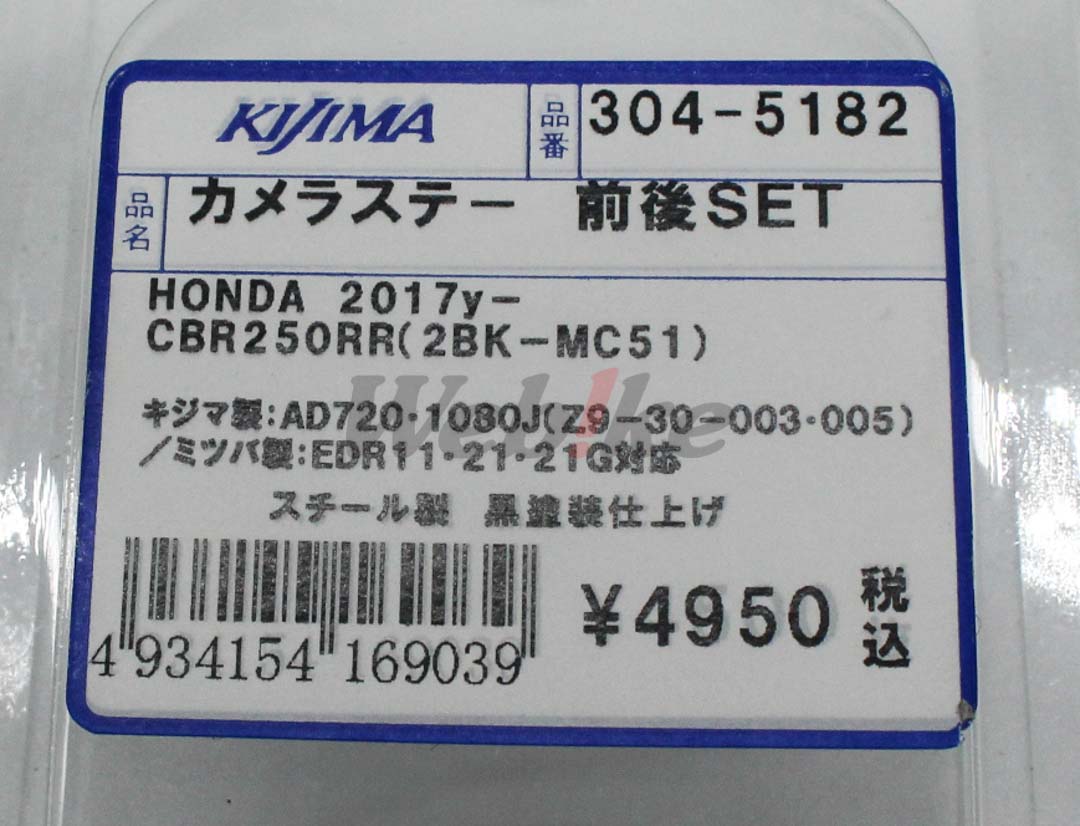 KIJIMA 品番 304-5182
品名 カメラステー 前後SET
HONDA 2017y-
CBR250RR(2BK-MC51)
キジマ製:AD720・1080J(Z9-30-003・005)
/ミツバ製:EDR11・21・21G対応
スチール製 黒塗装仕上げ
¥4950 税込
4 934154 169039
Web!ke